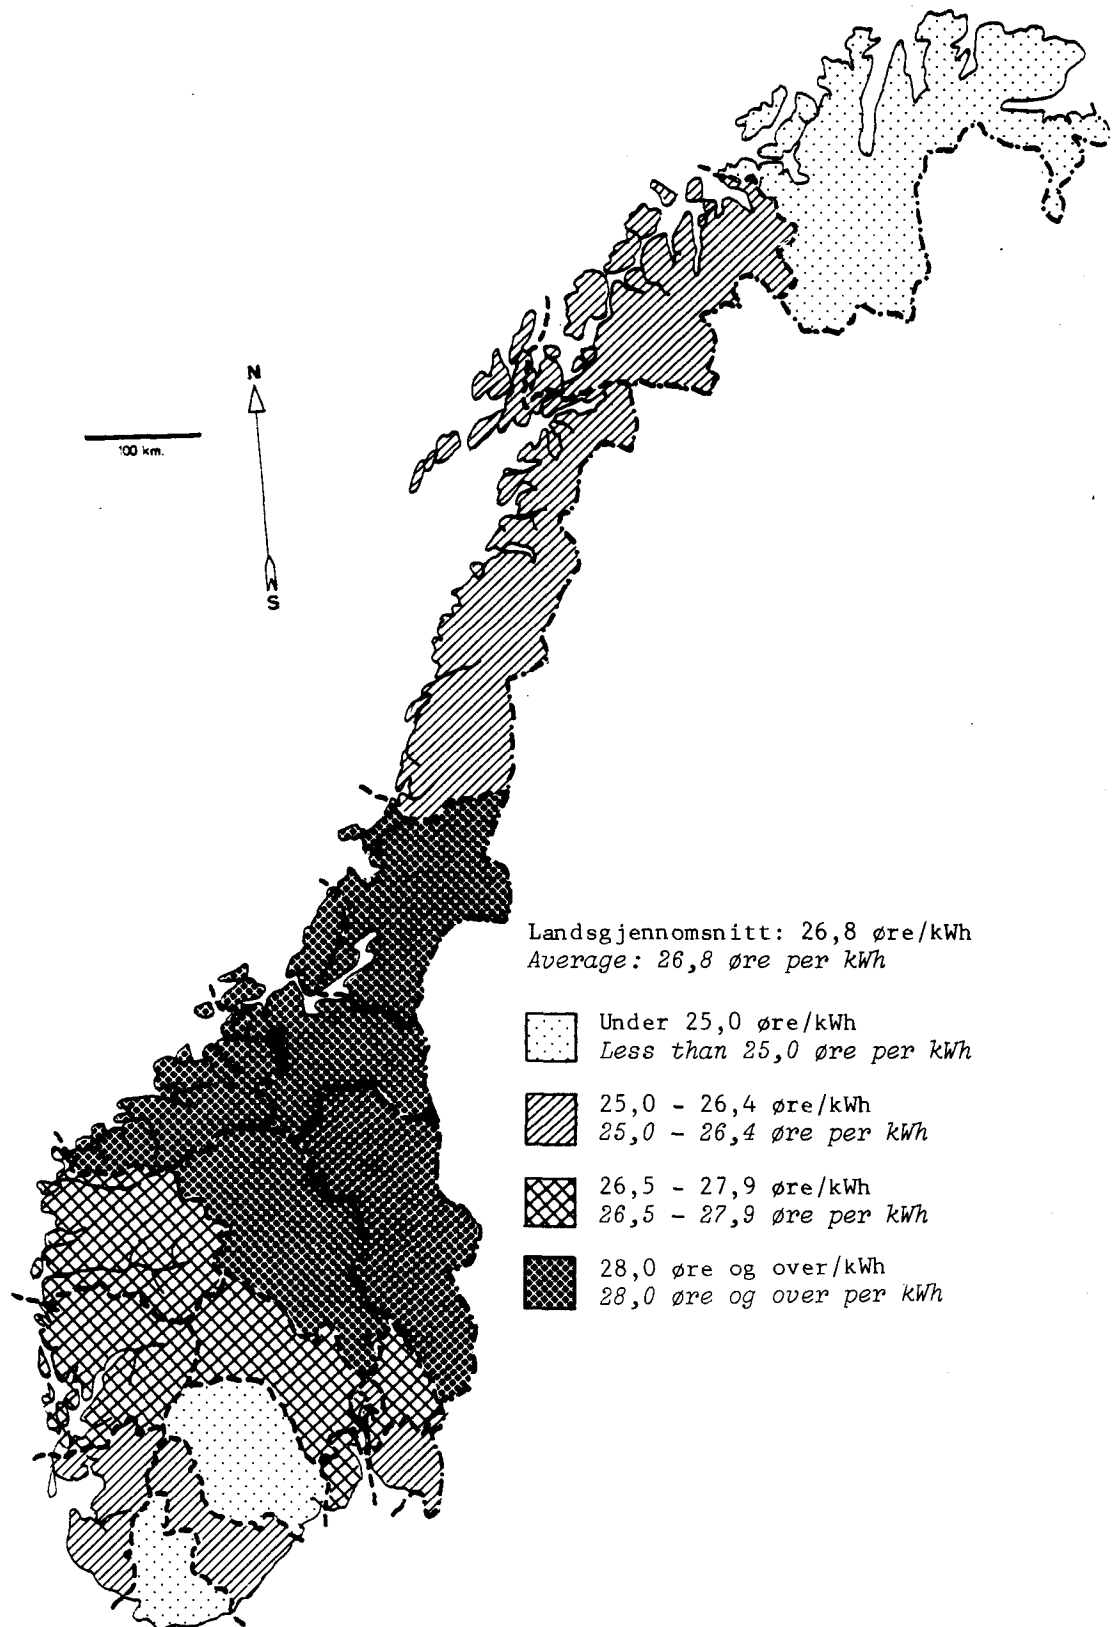 N
100 km.
S
Landsgjennomsnitt: 26,8 øre/kWh
Average: 26,8 øre per kWh
Under 25,0 øre/kWh
Less than 25,0 øre per kWh
25,0 - 26,4 øre/kWh
25,0 - 26,4 øre per kWh
26,5 - 27,9 øre/kWh
26,5 - 27,9 øre per kWh
28,0 øre og over/kWh
28,0 øre og over per kWh